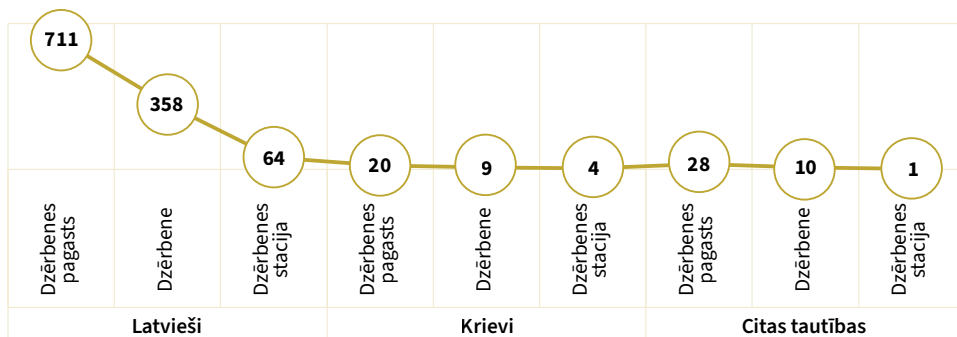 711
358
64
20
9
4
28
10
1
Dzērbenes
pagasts
Dzērbene
Dzērbenes
stacija
Dzērbenes
pagasts
Dzērbene
Dzērbenes
stacija
Dzērbenes
pagasts
Dzērbene
Dzērbenes
stacija
Latvieši
Krievi
Citas tautības